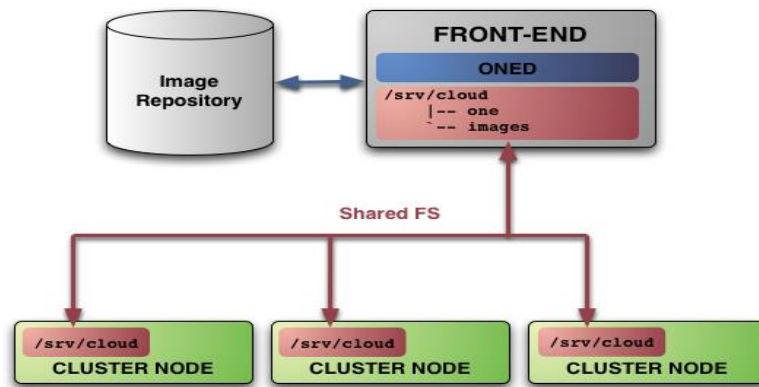 Image
Repository
FRONT-END
ONED
/srv/cloud
|-- one
`-- images
Shared FS
/srv/cloud
CLUSTER NODE
/srv/cloud
CLUSTER NODE
/srv/cloud
CLUSTER NODE